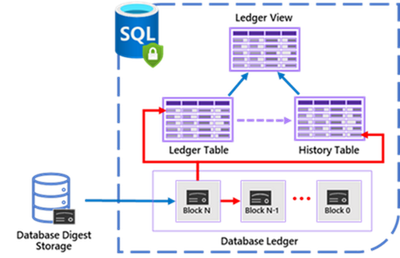 SQL
Ledger View
Ledger Table
History Table
Block N
Block N-1
Block 0
Database Digest
Storage
Database Ledger